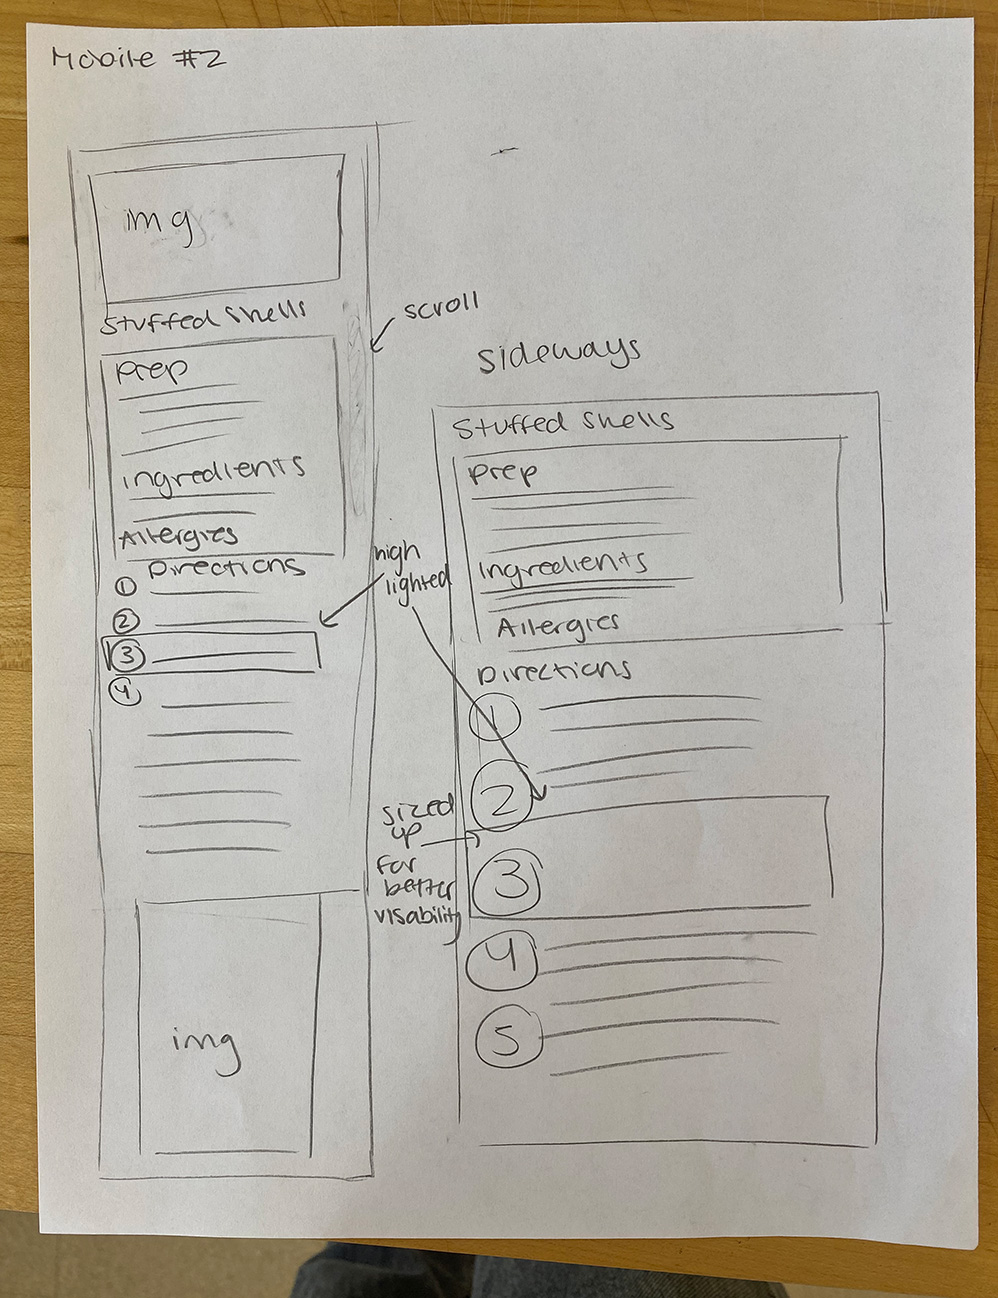 Mobile #2
img
Stuffed Shells
scroll
Prep
Ingredients
Allergies
Directions
1
2
3
4
img
high
lighted
sized
up
for
better
visability
Sideways
Stuffed Shells
Prep
Ingredients
Allergies
Directions
1
2
3
4
5